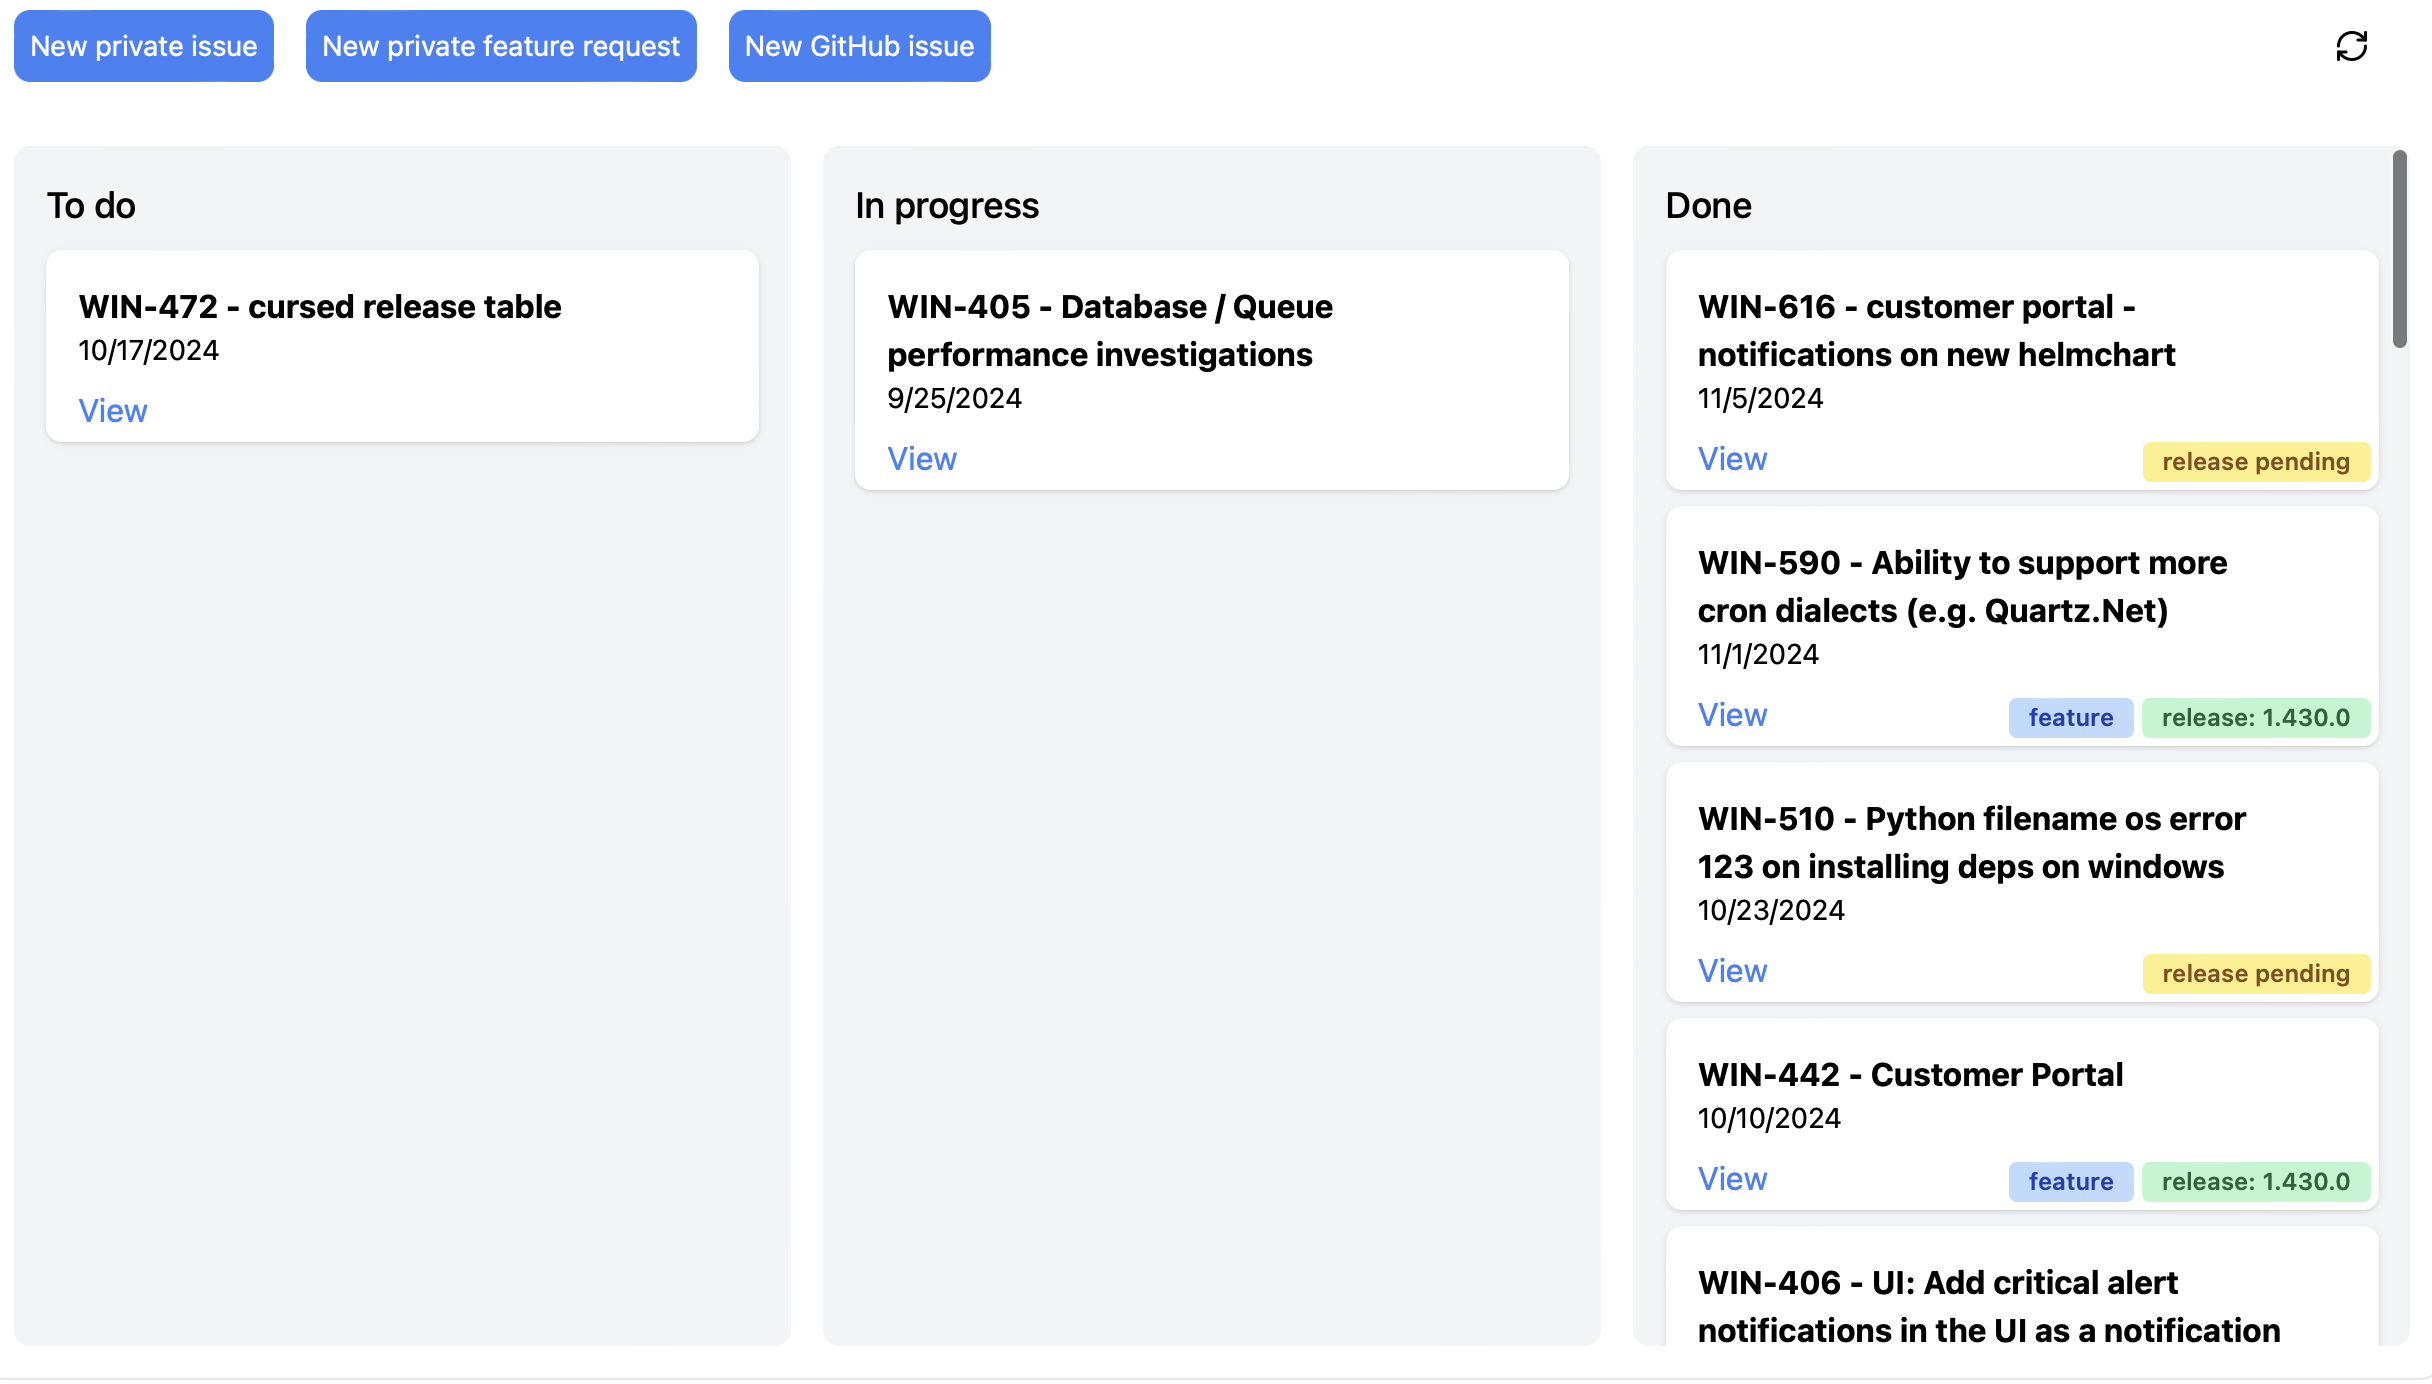 New private issue
New private feature request
New GitHub issue
To do
WIN-472 - cursed release table
10/17/2024
View
In progress
WIN-405 - Database / Queue
performance investigations
9/25/2024
View
Done
WIN-616 - customer portal -
notifications on new helmchart
11/5/2024
View
release pending
WIN-590 - Ability to support more
cron dialects (e.g. Quartz.Net)
11/1/2024
View
feature
release: 1.430.0
WIN-510 - Python filename os error
123 on installing deps on windows
10/23/2024
View
release pending
WIN-442 - Customer Portal
10/10/2024
View
feature
release: 1.430.0
WIN-406 - UI: Add critical alert
notifications in the UI as a notification